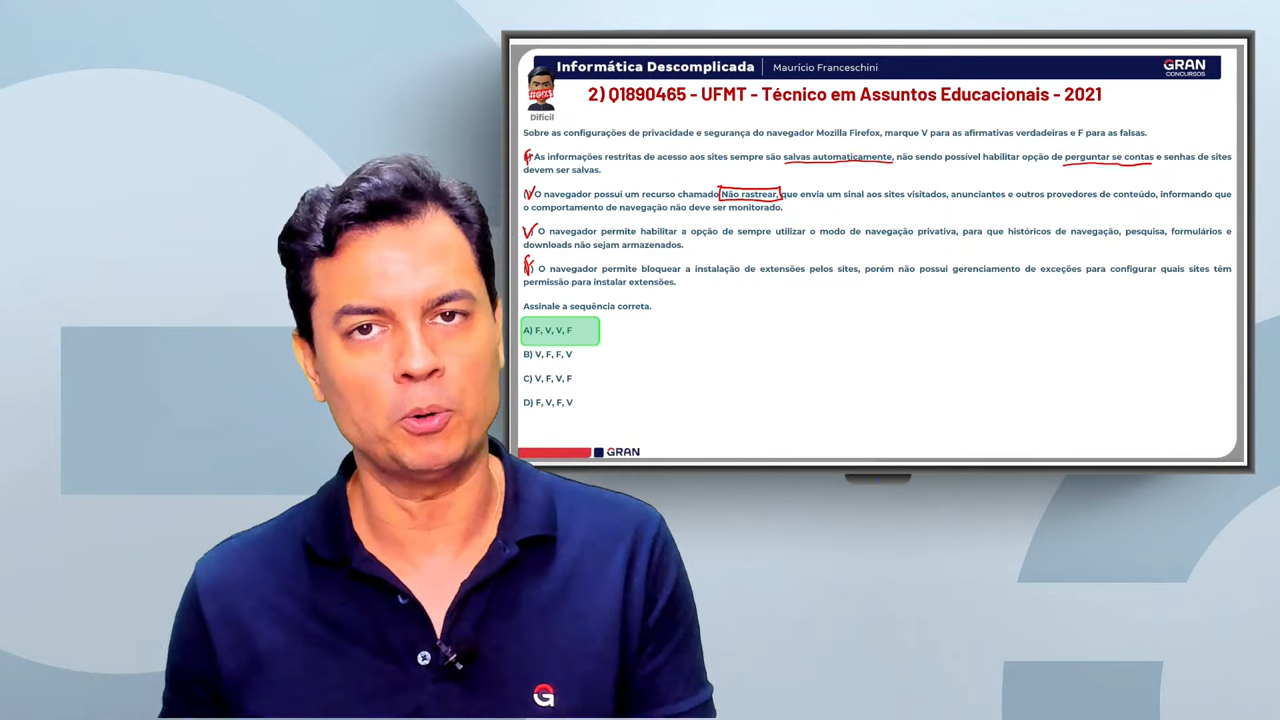 Informática Descomplicada
Maurício Franceschini
GRAN
CONCURSOS
#@!%$
Difícil
2) Q1890465 - UFMT - Técnico em Assuntos Educacionais - 2021
Sobre as configurações de privacidade e segurança do navegador Mozilla Firefox, marque V para as afirmativas verdadeiras e F para as falsas.
F As informações restritas de acesso aos sites sempre são salvas automaticamente, não sendo possível habilitar opção de perguntar se contas e senhas de sites
devem ser salvas.
(V O navegador possui um recurso chamado Não rastrear, que envia um sinal aos sites visitados, anunciantes e outros provedores de conteúdo, informando que
o comportamento de navegação não deve ser monitorado.
V O navegador permite habilitar a opção de sempre utilizar o modo de navegação privativa, para que históricos de navegação, pesquisa, formulários e
downloads não sejam armazenados.
F) O navegador permite bloquear a instalação de extensões pelos sites, porém não possui gerenciamento de exceções para configurar quais sites têm
permissão para instalar extensões.
Assinale a sequência correta.
A) F, V, V, F
B) V, F, F, V
C) V, F, V, F
D) F, V, F, V
GRAN
G